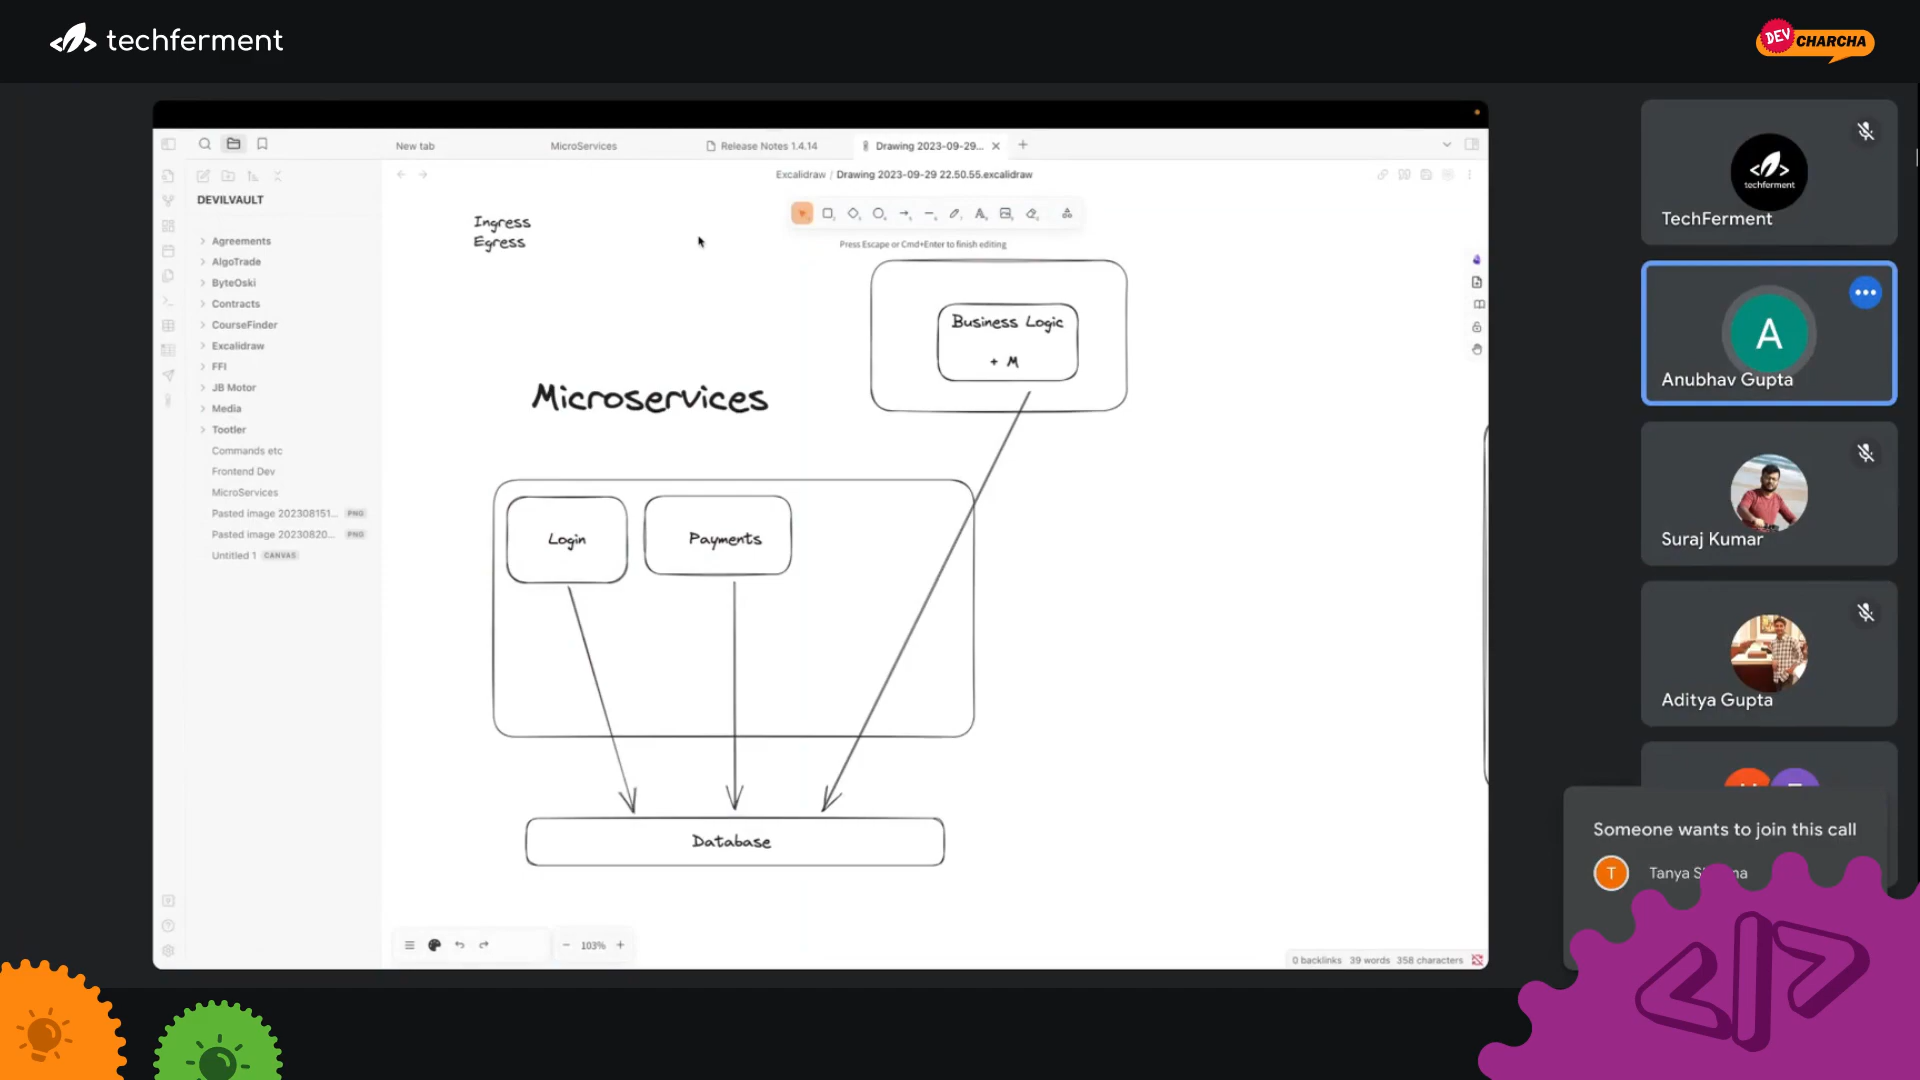 techferment
DEV
CHARCHA
New tab
MicroServices
Release Notes 1.4.14
Drawing 2023-09-29...
Excalidraw / Drawing 2023-09-29 22.50.55.excalidraw
DEVILVAULT
Agreements
AlgoTrade
ByteOski
Contracts
CourseFinder
Excalidraw
FFI
JB Motor
Media
Tootler
Commands etc
Frontend Dev
MicroServices
Pasted image 202308151... PNG
Pasted image 20230820... PNG
Untitled 1 CANVAS
Press Escape or Cmd+Enter to finish editing
Ingress
Egress
Business Logic
+ M
Microservices
Login
Payments
Database
103%
0 backlinks 39 words 358 characters
techferment
TechFerment
A
Anubhav Gupta
Suraj Kumar
Aditya Gupta
Someone wants to join this call
T
Tanya